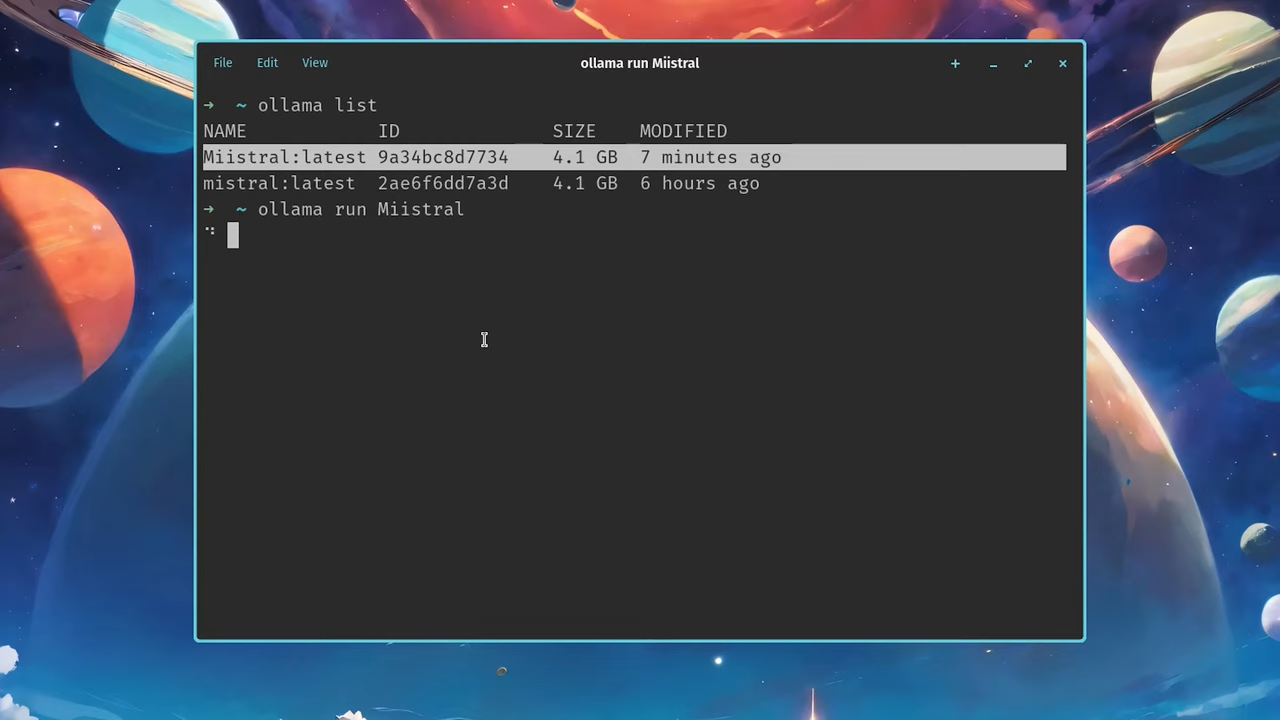 File Edit View ollama run Miistral
→ ~ ollama list
NAME ID SIZE MODIFIED
Miistral:latest 9a34bc8d7734 4.1 GB 7 minutes ago
mistral:latest 2ae6f6dd7a3d 4.1 GB 6 hours ago
→ ~ ollama run Miistral